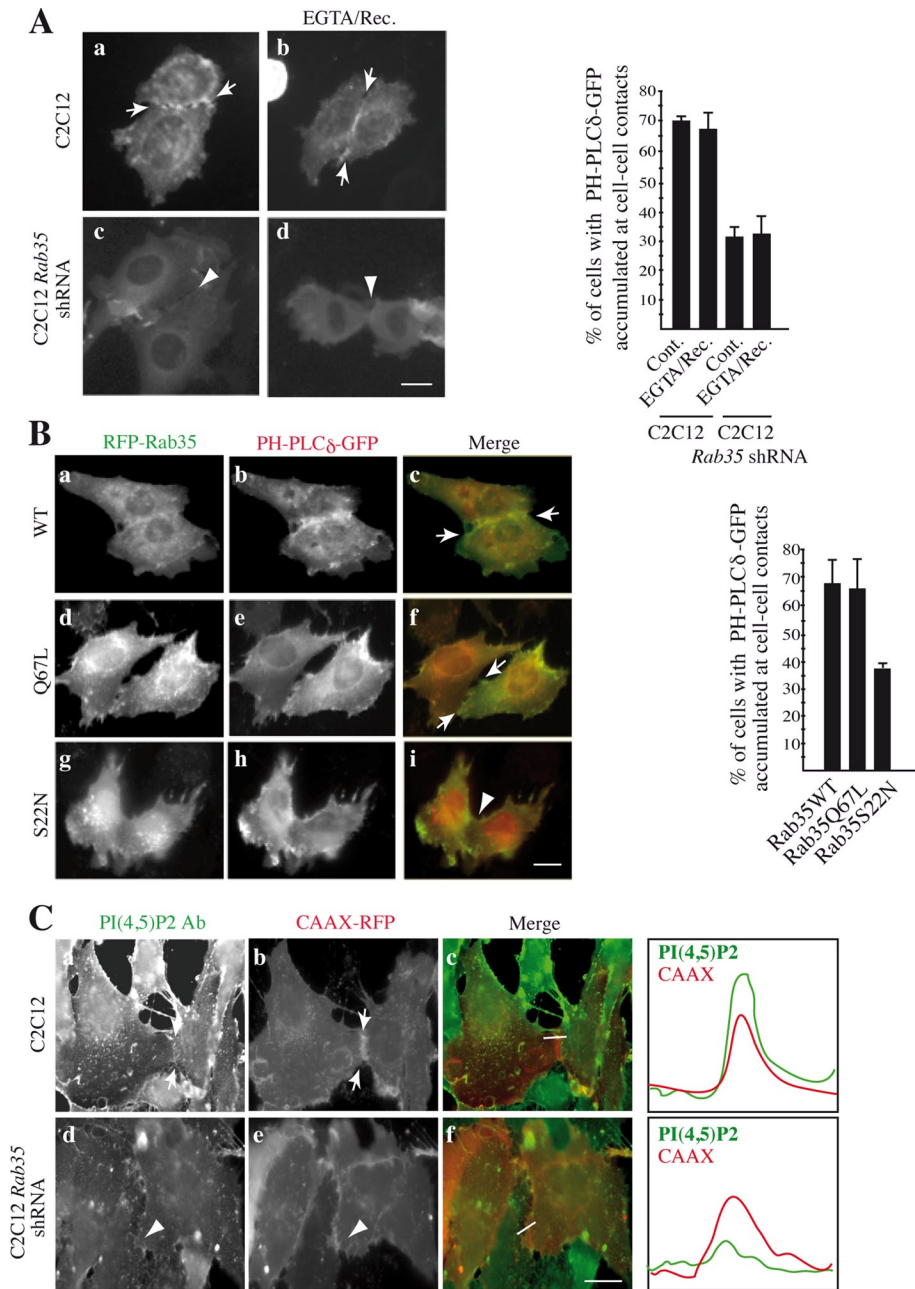 A
EGTA/Rec.
a
b
C2C12
c
d
C2C12 Rab35
shRNA
% of cells with PH-PLCδ-GFP
accumulated at cell-cell contacts
80
70
60
50
40
30
20
10
Cont.
EGTA/Rec.
Cont.
EGTA/Rec.
C2C12
C2C12
Rab35 shRNA
B
RFP-Rab35
PH-PLCδ-GFP
Merge
a
b
c
WT
d
e
f
Q67L
g
h
i
S22N
% of cells with PH-PLCδ-GFP
accumulated at cell-cell contacts
80
70
60
50
40
30
20
10
Rab35WT
Rab35Q67L
Rab35S22N
C
PI(4,5)P2 Ab
CAAX-RFP
Merge
a
b
c
C2C12
PI(4,5)P2
CAAX
d
e
f
C2C12 Rab35
shRNA
PI(4,5)P2
CAAX